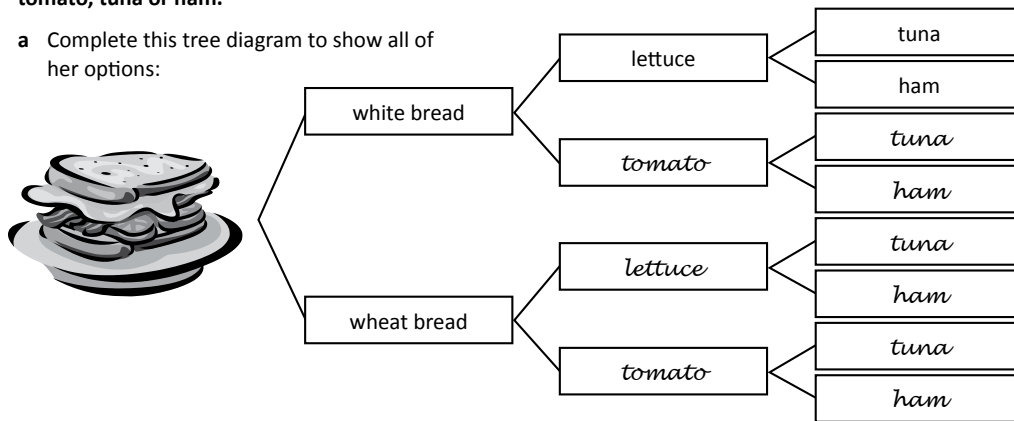 tomato, tuna or ham.
a Complete this tree diagram to show all of
her options:
white bread
wheat bread
lettuce
tomato
lettuce
tomato
tuna
ham
tuna
ham
tuna
ham
tuna
ham